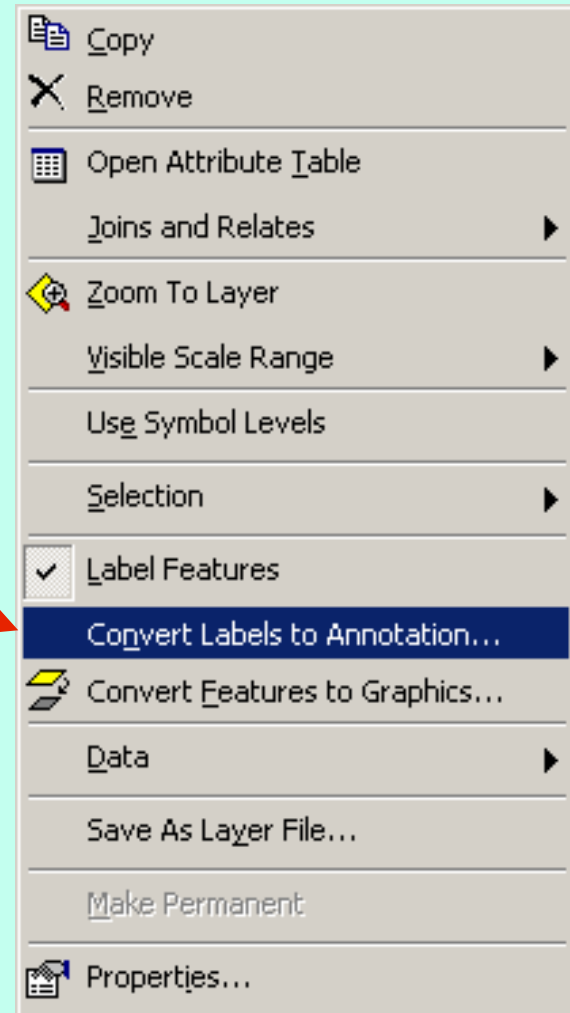 Copy
Remove
Open Attribute Table
Joins and Relates
Zoom To Layer
Visible Scale Range
Use Symbol Levels
Selection
Label Features
Convert Labels to Annotation...
Convert Features to Graphics...
Data
Save As Layer File...
Make Permanent
Properties...